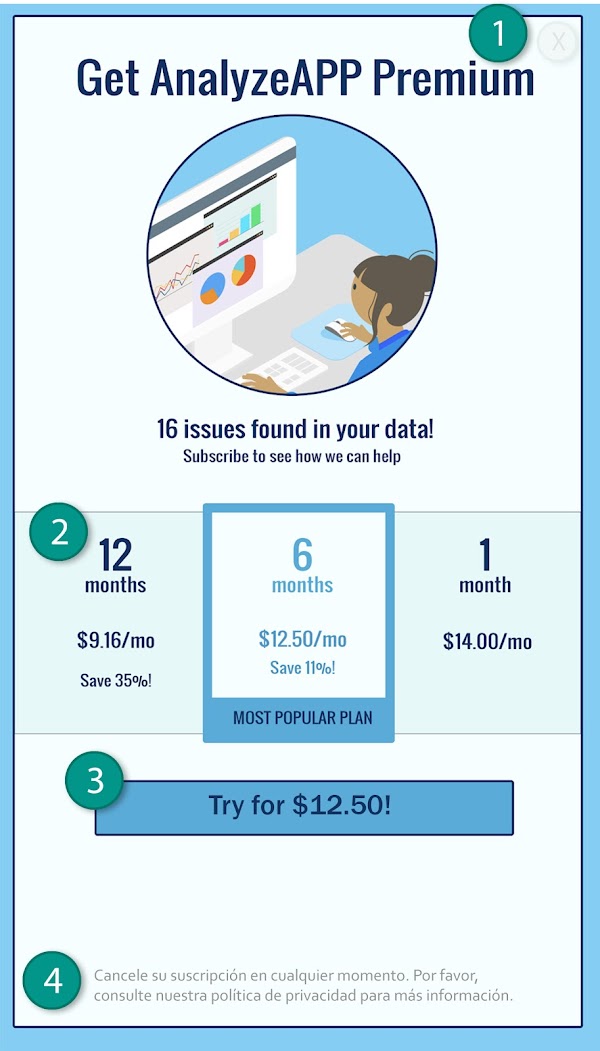 1
X
Get AnalyzeAPP Premium
16 issues found in your data!
Subscribe to see how we can help
2
12
months
$9.16/mo
Save 35%!
6
months
$12.50/mo
Save 11%!
MOST POPULAR PLAN
1
month
$14.00/mo
3
Try for $12.50!
4
Cancele su suscripción en cualquier momento. Por favor,
consulte nuestra política de privacidad para más información.